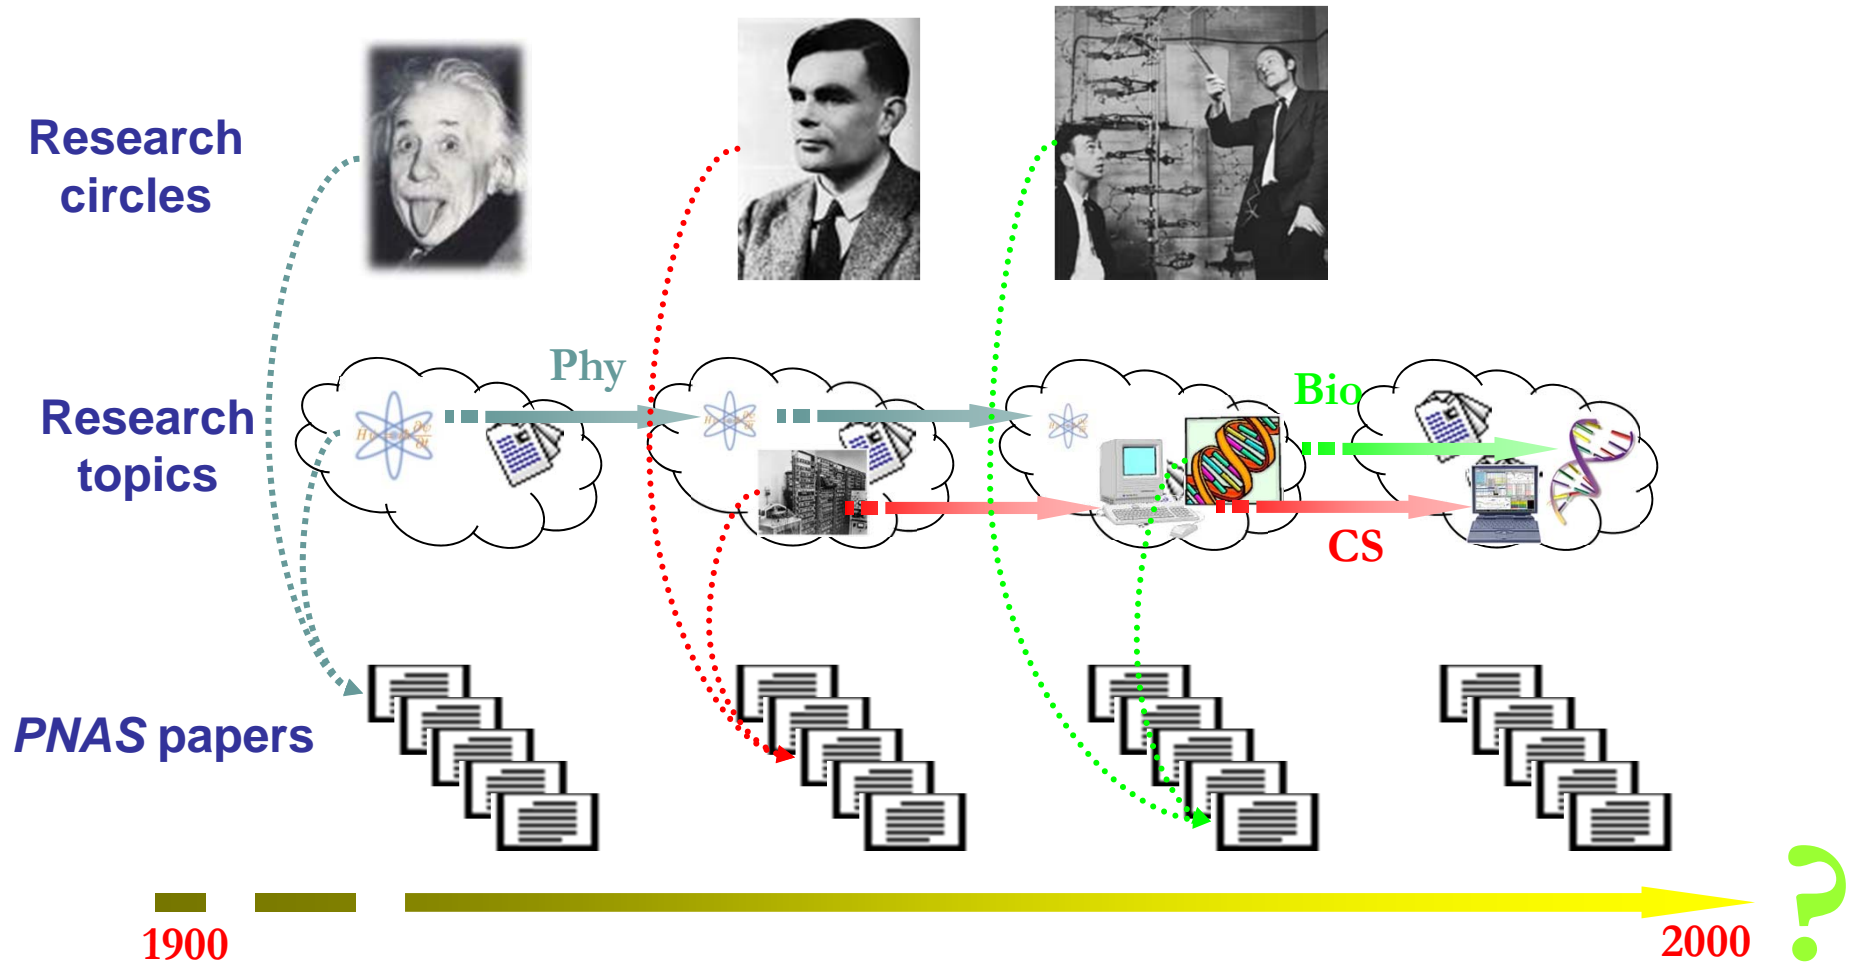 Research
circles
Phy
Bio
Research
topics
CS
PNAS papers
1900
2000
?